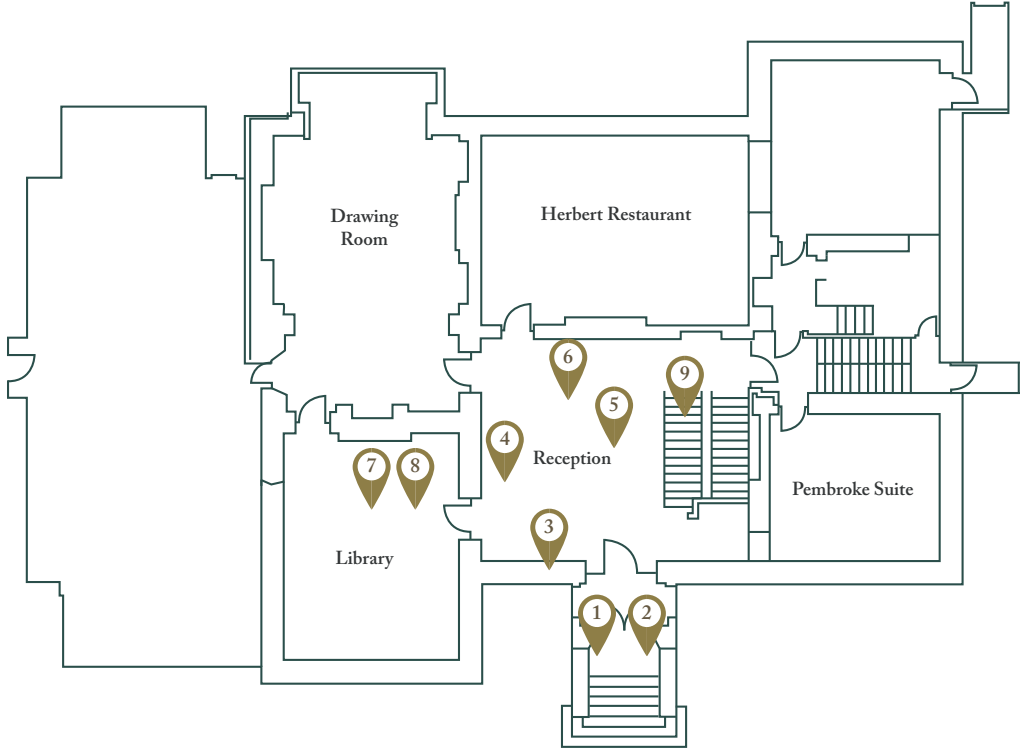 Drawing
Room
Herbert Restaurant
6
9
5
4
Reception
7
8
Pembroke Suite
3
Library
1
2